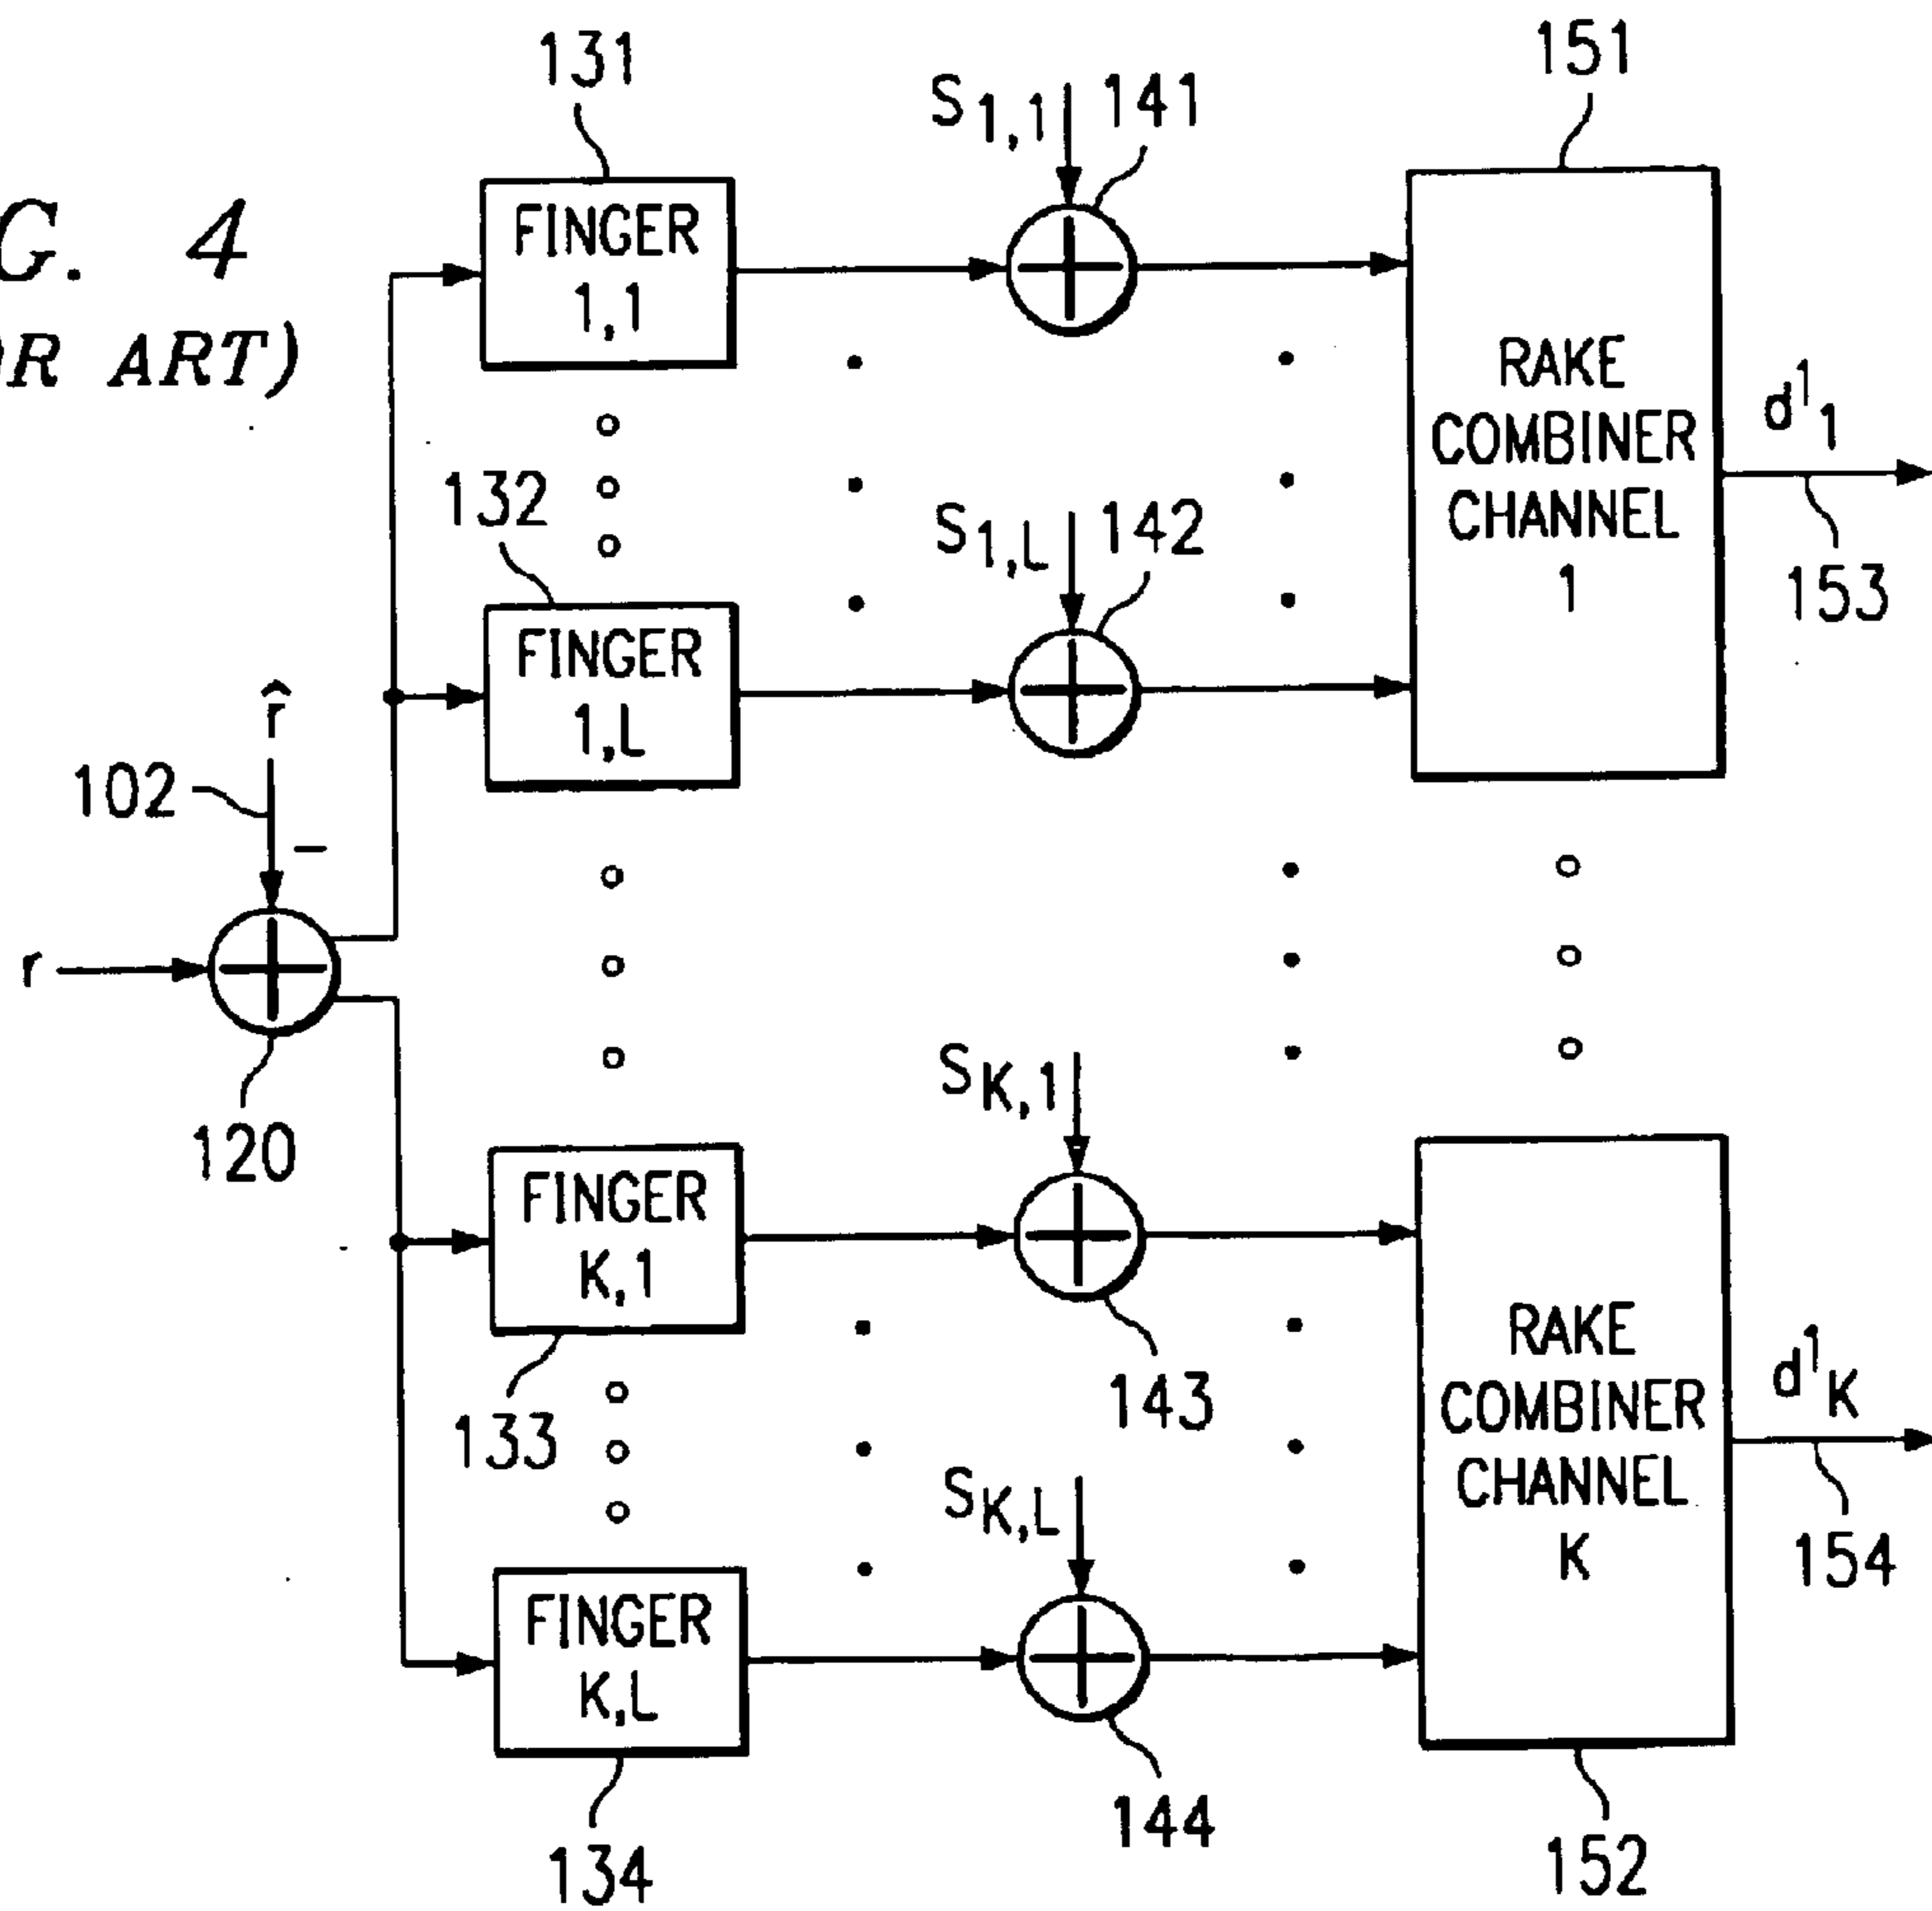 G. 4
OR ART)
131
S1,1
141
151
FINGER
1,1
RAKE
COMBINER
CHANNEL
1
d¹1
153
132
S1,L
142
FINGER
1,L
r̂
102
−
r
120
SK,1
FINGER
K,1
143
133
RAKE
COMBINER
CHANNEL
K
d¹K
154
SK,L
FINGER
K,L
144
134
152